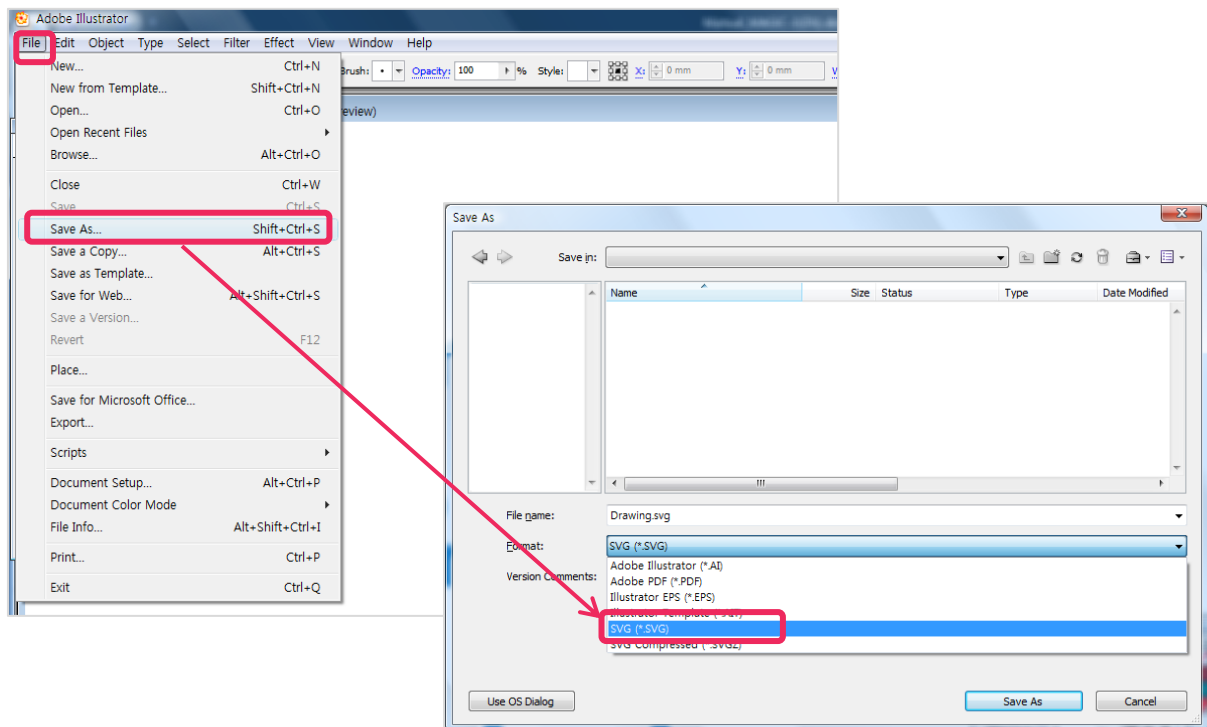 Adobe Illustrator
File Edit Object Type Select Filter Effect View Window Help
Brush: Opacity: 100 % Style: X: 0 mm Y: 0 mm
New... Ctrl+N
New from Template... Shift+Ctrl+N
Open... Ctrl+O
Open Recent Files
Browse... Alt+Ctrl+O
Close Ctrl+W
Save Ctrl+S
Save As... Shift+Ctrl+S
Save a Copy... Alt+Ctrl+S
Save as Template...
Save for Web... Alt+Shift+Ctrl+S
Save a Version...
Revert F12
Place...
Save for Microsoft Office...
Export...
Scripts
Document Setup... Alt+Ctrl+P
Document Color Mode
File Info... Alt+Shift+Ctrl+I
Print... Ctrl+P
Exit Ctrl+Q
Save As
Save in:
Name Size Status Type Date Modified
File name: Drawing.svg
Format: SVG (*.SVG)
Version Comments:
Adobe Illustrator (*.AI)
Adobe PDF (*.PDF)
Illustrator EPS (*.EPS)
Illustrator Template (*.AIT)
SVG (*.SVG)
SVG Compressed (*.SVGZ)
Use OS Dialog Save As Cancel